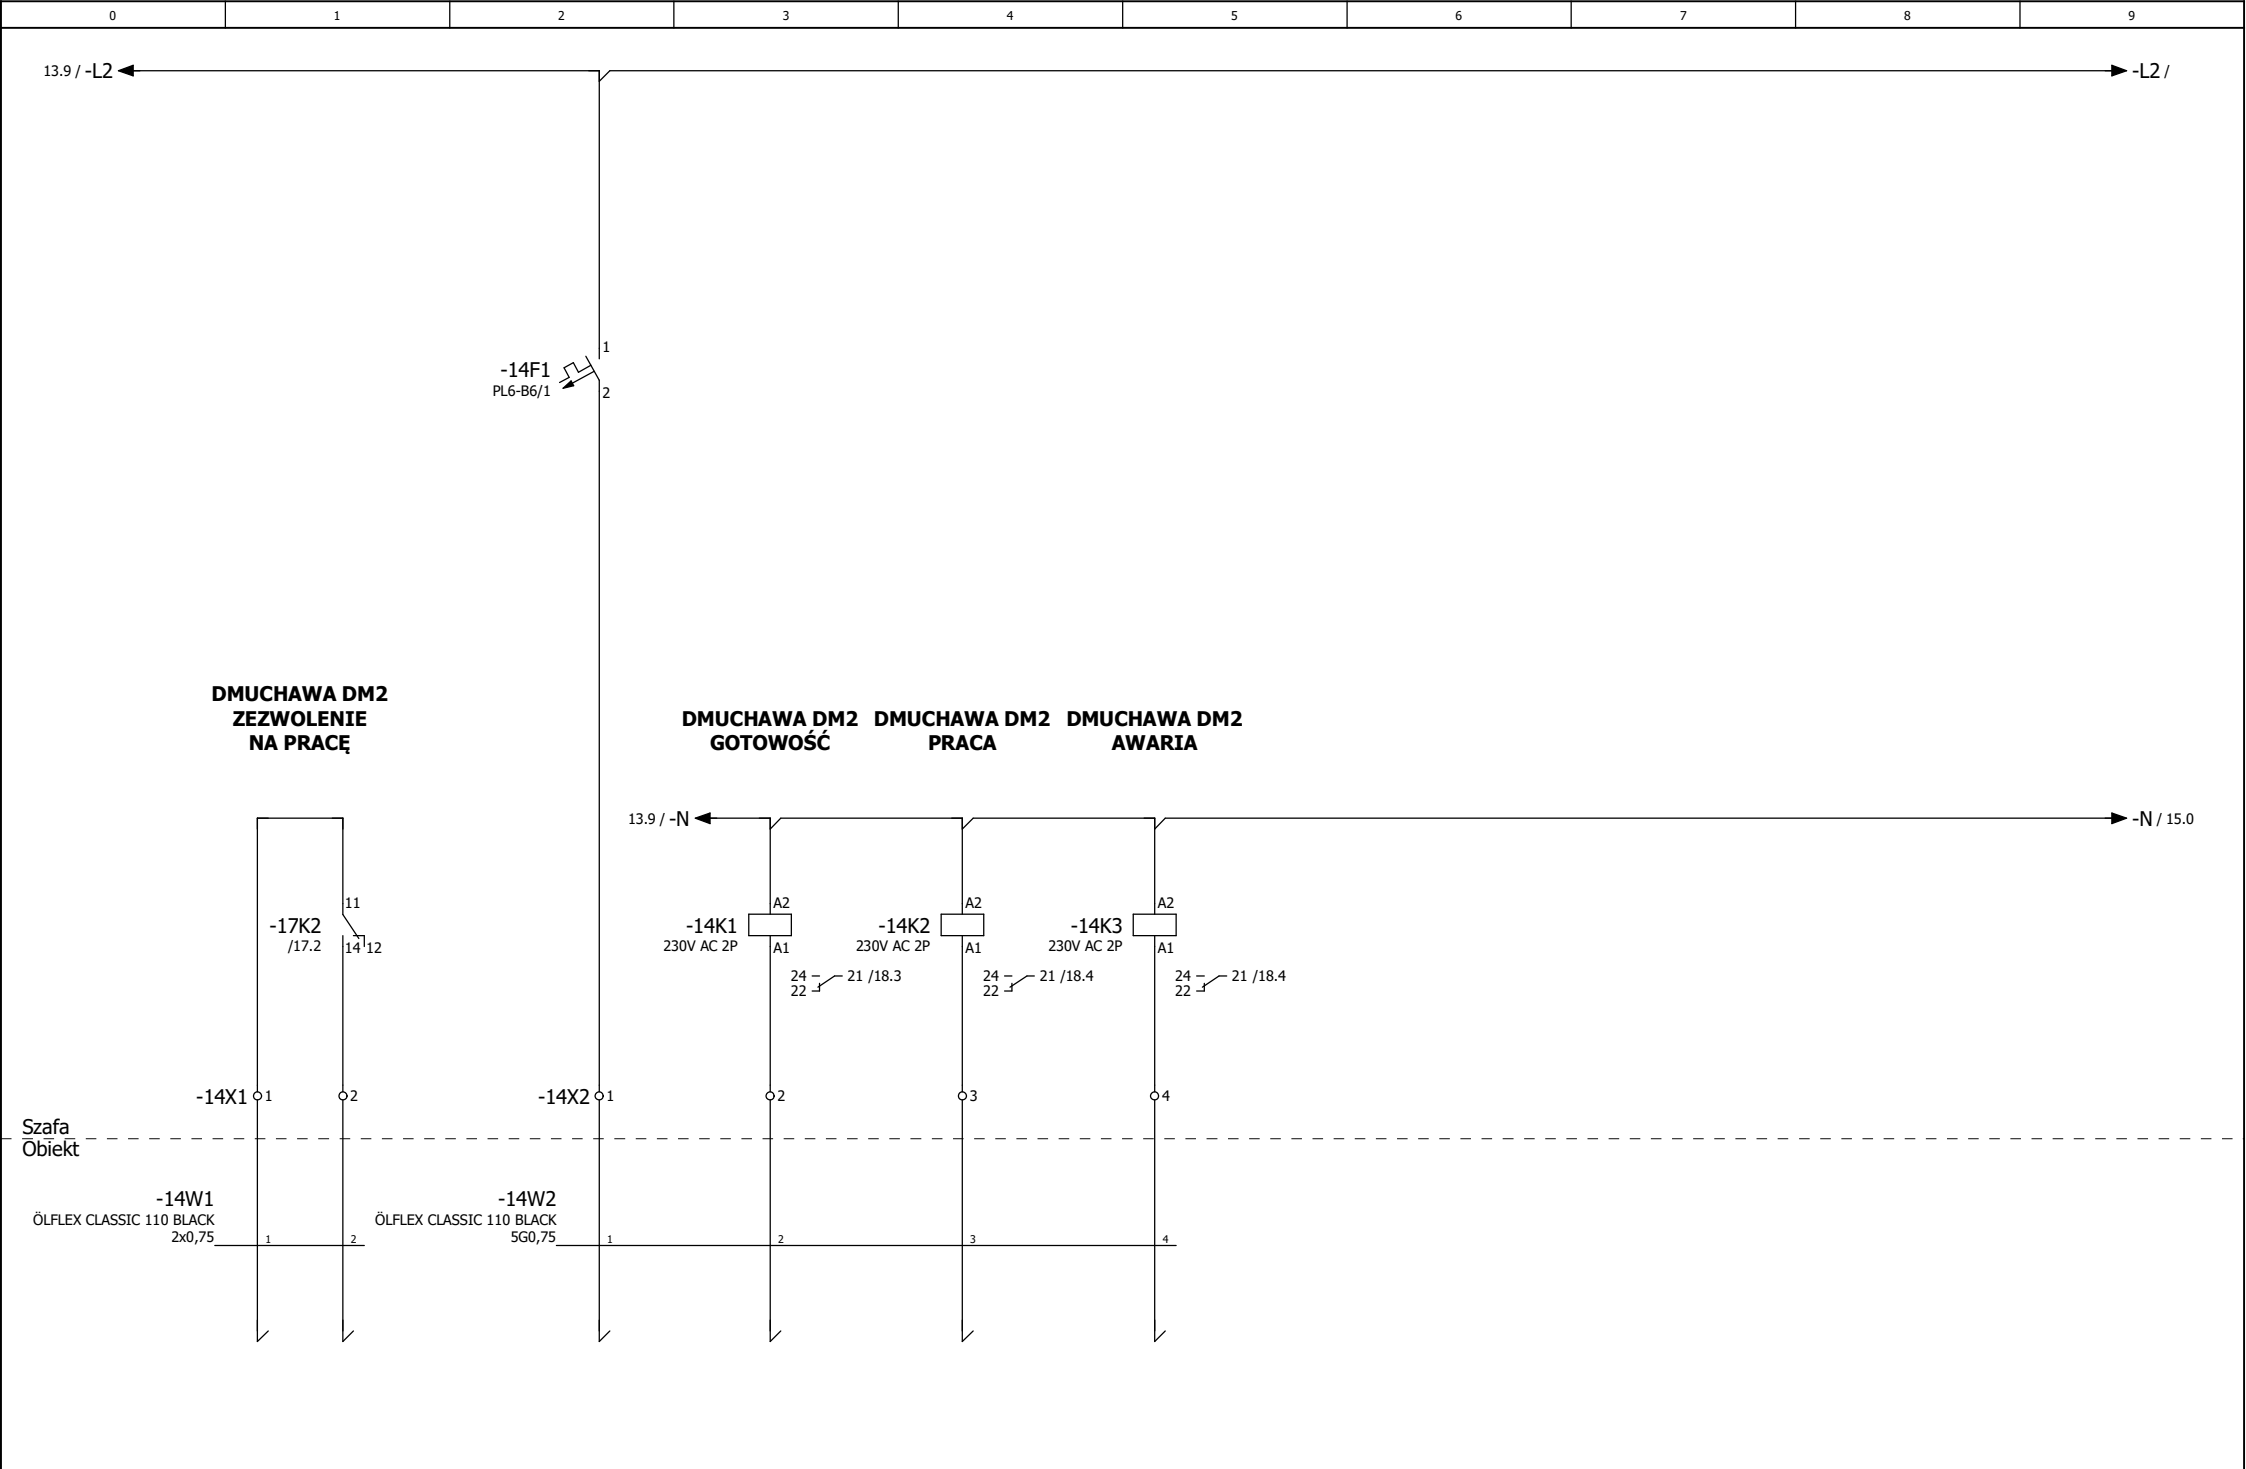 0 1 2 3 4 5 6 7 8 9
13.9 / -L2
-L2 /
1
-14F1
PL6-B6/1
2
DMUCHAWA DM2
ZEZWOLENIE
NA PRACĘ
DMUCHAWA DM2
GOTOWOŚĆ
DMUCHAWA DM2
PRACA
DMUCHAWA DM2
AWARIA
13.9 / -N
-N / 15.0
11
-17K2
/17.2
14 12
A2
-14K1
230V AC 2P
A1
24
22
21 /18.3
A2
-14K2
230V AC 2P
A1
24
22
21 /18.4
A2
-14K3
230V AC 2P
A1
24
22
21 /18.4
-14X1 1 2
-14X2 1 2 3 4
Szafa
Obiekt
-14W1
ÖLFLEX CLASSIC 110 BLACK
2x0,75
1 2
-14W2
ÖLFLEX CLASSIC 110 BLACK
5G0,75
1 2 3 4